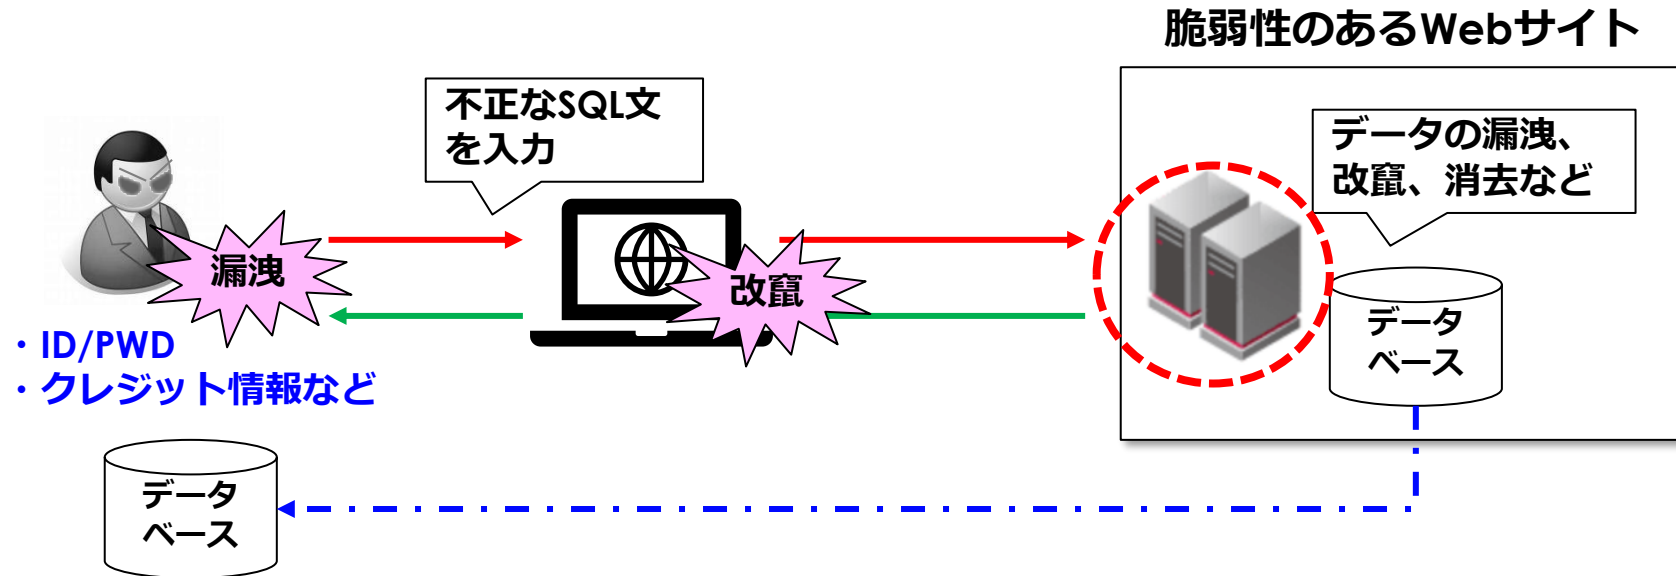 脆弱性のあるWebサイト
不正なSQL文
を入力
データの漏洩、
改竄、消去など
漏洩
改竄
データ
ベース
・ID/PWD
・クレジット情報など
データ
ベース